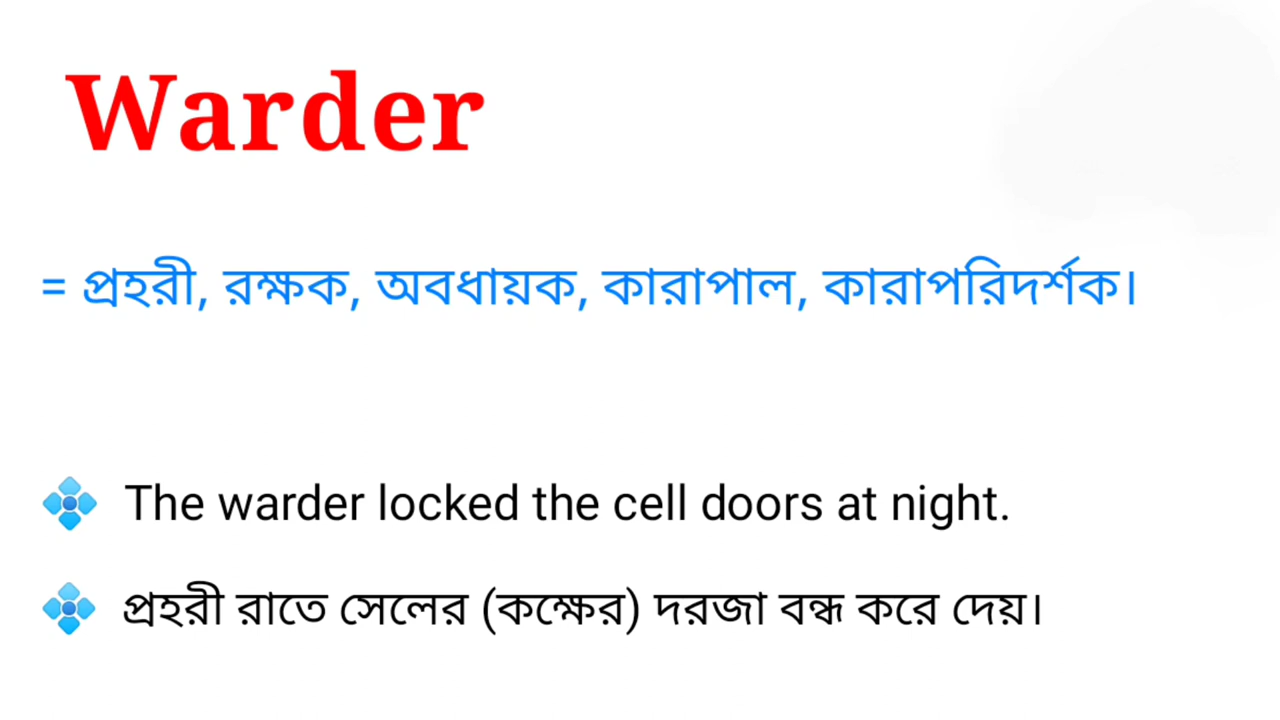 Warder
= প্রহরী, রক্ষক, অবধায়ক, কারাপাল, কারাপরিদর্শক।
The warder locked the cell doors at night.
প্রহরী রাতে সেলের (কক্ষের) দরজা বন্ধ করে দেয়।